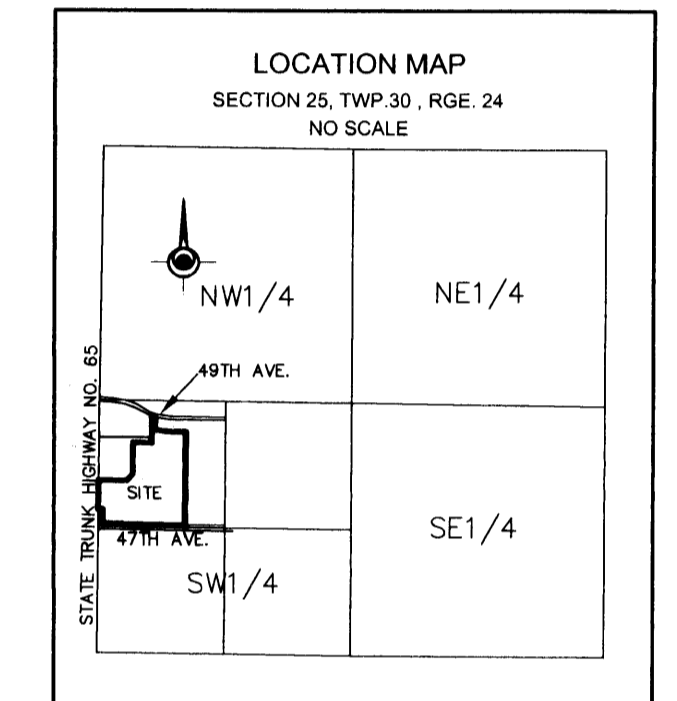 LOCATION MAP
SECTION 25, TWP.30 , RGE. 24
NO SCALE
NW1/4
NE1/4
STATE TRUNK HIGHWAY NO. 65
49TH AVE.
SITE
47TH AVE.
SE1/4
SW1/4